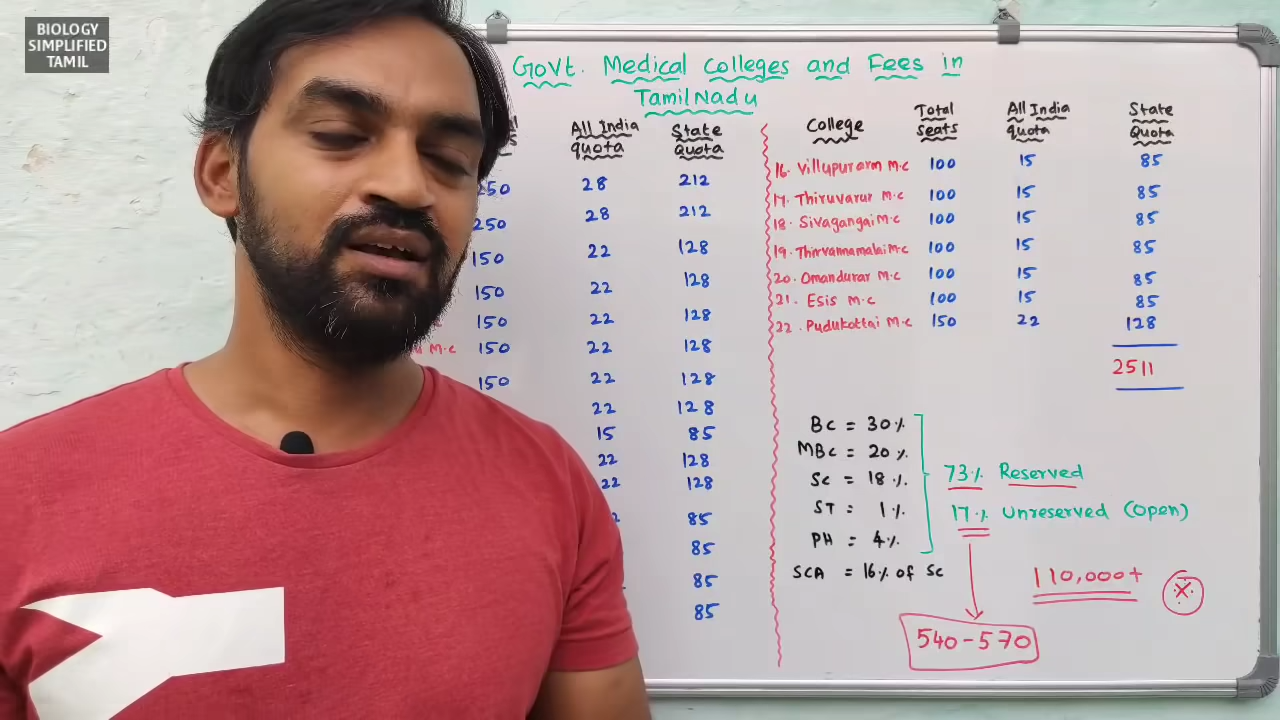 BIOLOGY
SIMPLIFIED
TAMIL
Govt. Medical Colleges and Fees in
TamilNadu
All India quota State Quota
250 28 212
250 28 212
150 22 128
150 22 128
150 22 128
M.C 150 22 128
150 22 128
22 128
15 85
22 128
22 128
85
85
85
85
College Total seats All India quota State Quota
16. Villupuram M.C 100 15 85
17. Thiruvarur M.C 100 15 85
18. Sivagangai M.C 100 15 85
19. Thirvannamalai M.C 100 15 85
20. Omandurar M.C 100 15 85
21. Esis M.C 100 15 85
22. Pudukottai M.C 150 22 128
2511
BC = 30%
MBC = 20%
SC = 18%
ST = 1%
PH = 4%
SCA = 16% of SC
73% Reserved
17% Unreserved (Open)
110,000+
540-570